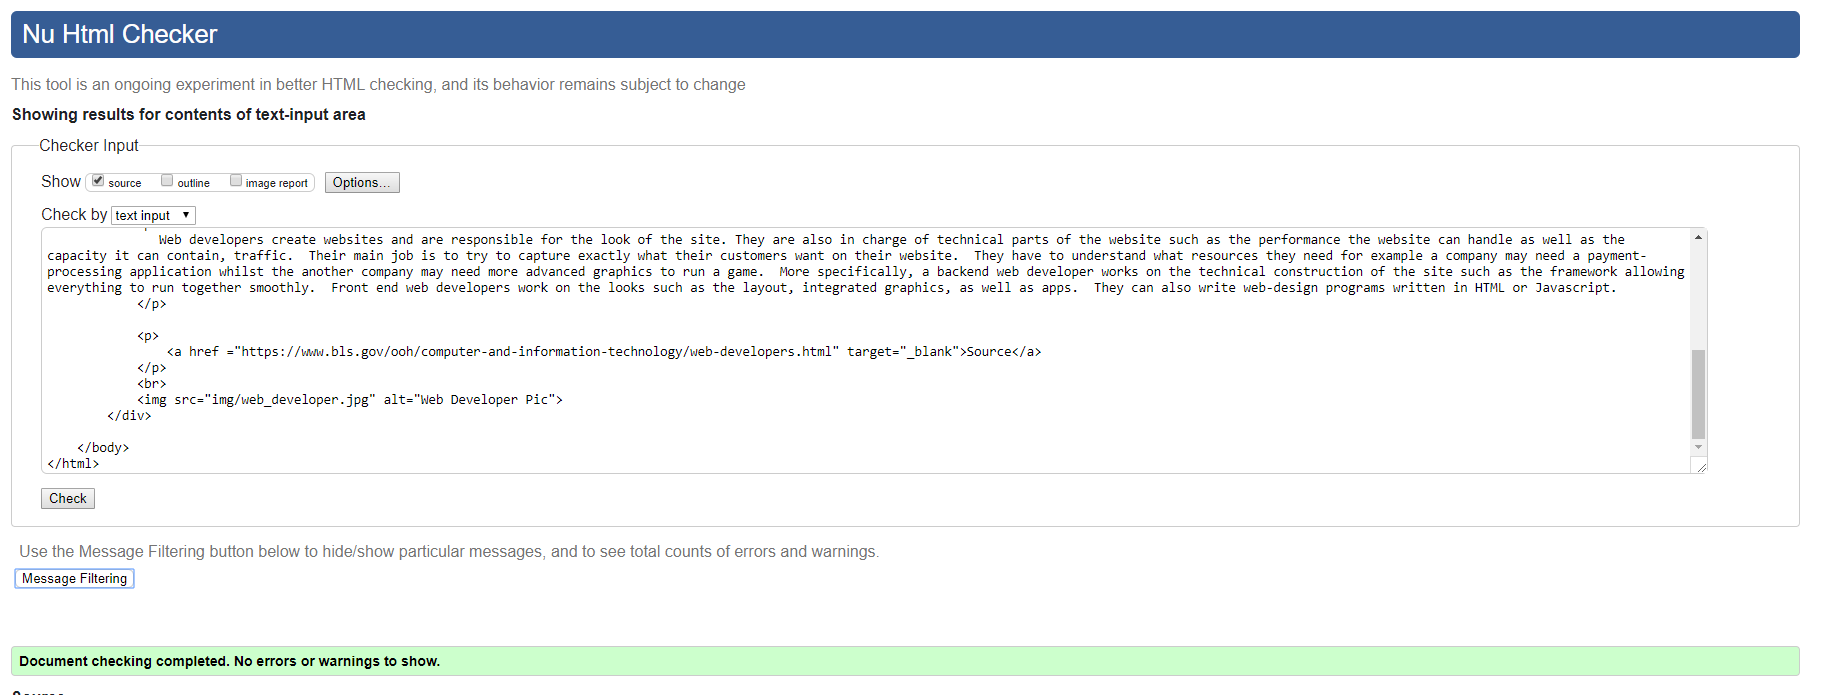 Nu Html Checker
This tool is an ongoing experiment in better HTML checking, and its behavior remains subject to change
Showing results for contents of text-input area
Checker Input
Show source outline image report Options...
Check by text input
Web developers create websites and are responsible for the look of the site. They are also in charge of technical parts of the website such as the performance the website can handle as well as the
capacity it can contain, traffic.  Their main job is to try to capture exactly what their customers want on their website.  They have to understand what resources they need for example a company may need a payment-
processing application whilst the another company may need more advanced graphics to run a game.  More specifically, a backend web developer works on the technical construction of the site such as the framework allowing
everything to run together smoothly.  Front end web developers work on the looks such as the layout, integrated graphics, as well as apps.  They can also write web-design programs written in HTML or Javascript.
</p>
<p>
<a href ="https://www.bls.gov/ooh/computer-and-information-technology/web-developers.html" target="_blank">Source</a>
</p>
<br>
<img src="img/web_developer.jpg" alt="Web Developer Pic">
</div>
</body>
</html>
Check
Use the Message Filtering button below to hide/show particular messages, and to see total counts of errors and warnings.
Message Filtering
Document checking completed. No errors or warnings to show.